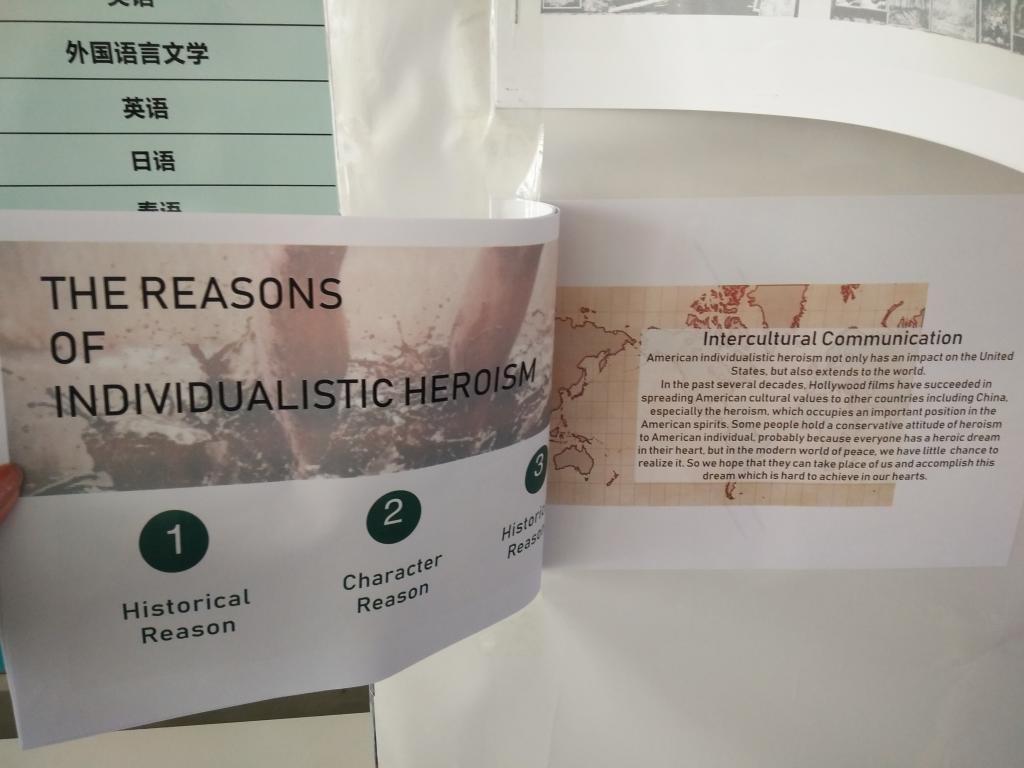 外国语言文学
英语
日语
THE REASONS
OF
INDIVIDUALISTIC HEROISM
1
Historical
Reason
2
Character
Reason
3
Intercultural Communication
American individualistic heroism not only has an impact on the United
States, but also extends to the world.
In the past several decades, Hollywood films have succeeded in
spreading American cultural values to other countries including China,
especially the heroism, which occupies an important position in the
American spirits. Some people hold a conservative attitude of heroism
to American individual, probably because everyone has a heroic dream
in their heart, but in the modern world of peace, we have little chance to
realize it. So we hope that they can take place of us and accomplish this
dream which is hard to achieve in our hearts.